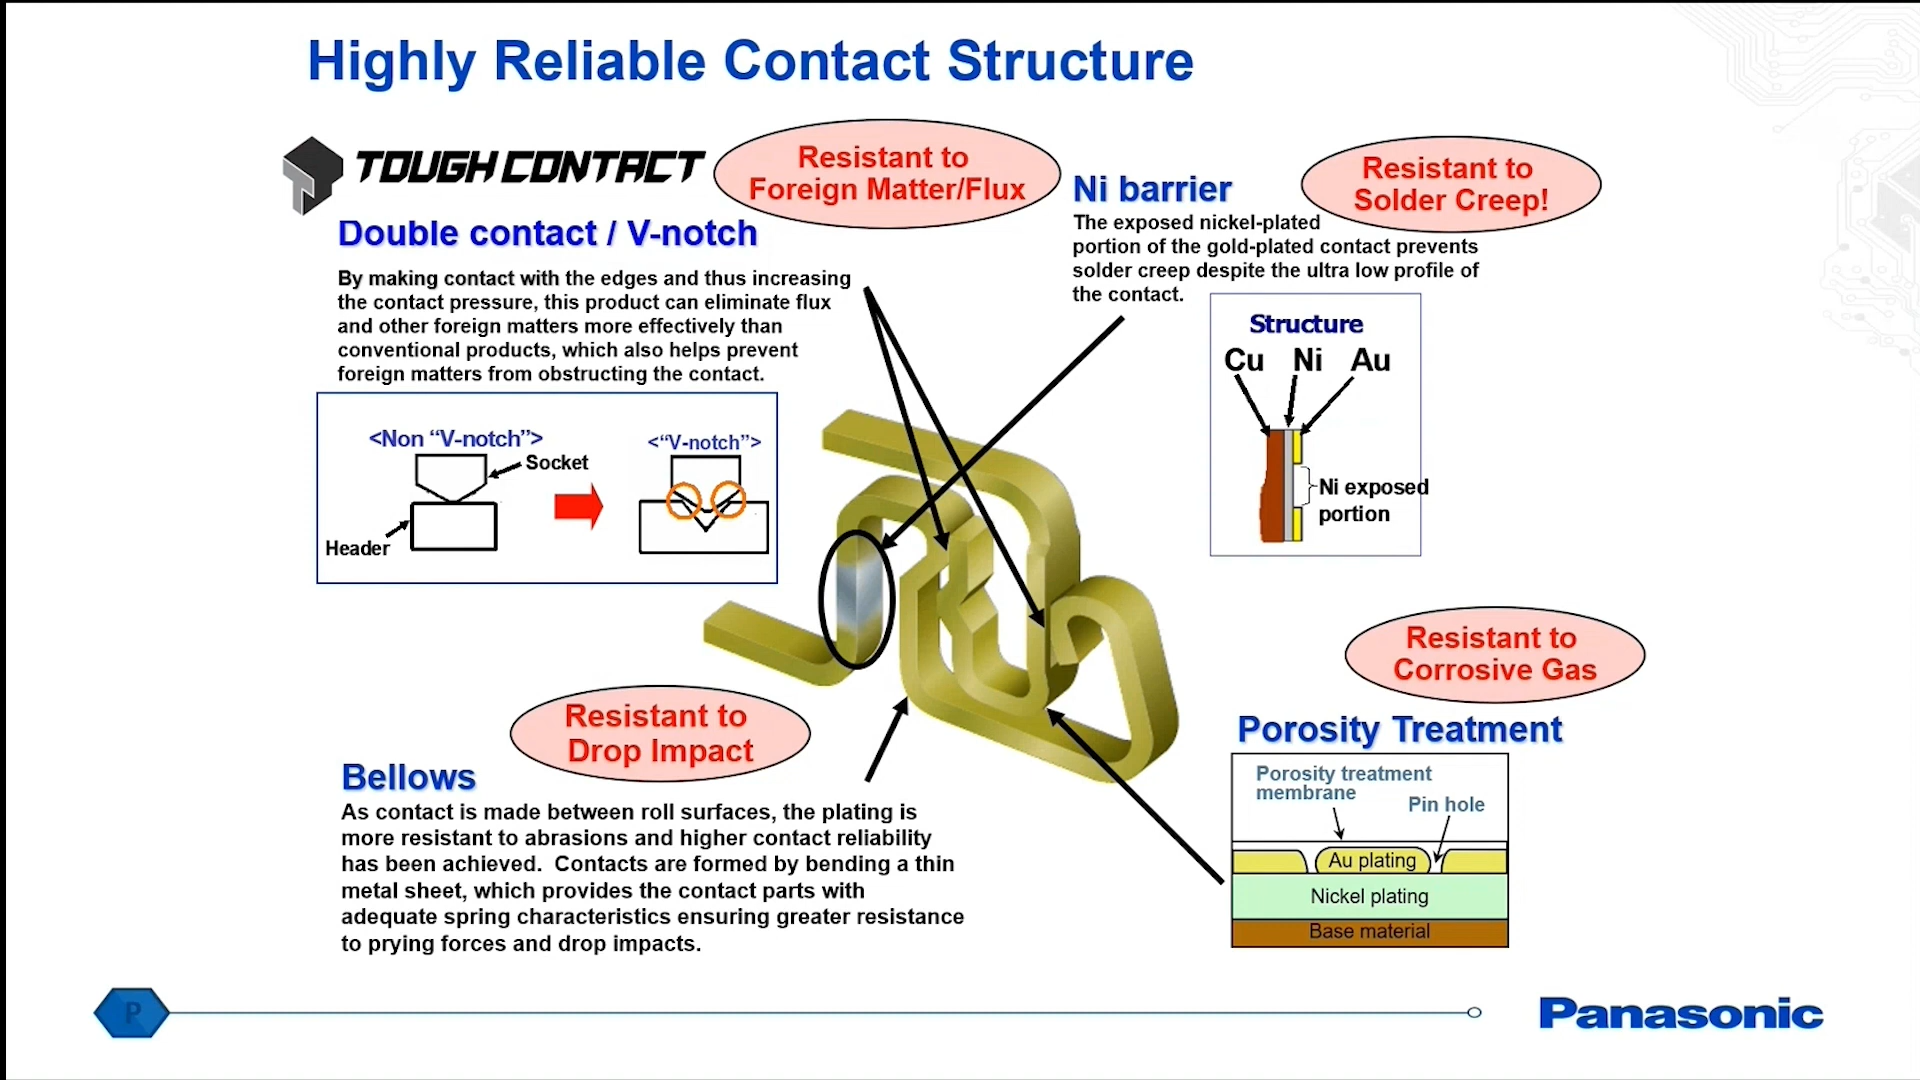 Highly Reliable Contact Structure
TOUGH CONTACT
Resistant to
Foreign Matter/Flux
Double contact / V-notch
By making contact with the edges and thus increasing
the contact pressure, this product can eliminate flux
and other foreign matters more effectively than
conventional products, which also helps prevent
foreign matters from obstructing the contact.
<Non “V-notch”>
Socket
Header
<“V-notch”>
Ni barrier
Resistant to
Solder Creep!
The exposed nickel-plated
portion of the gold-plated contact prevents
solder creep despite the ultra low profile of
the contact.
Structure
Cu Ni Au
Ni exposed
portion
Resistant to
Drop Impact
Bellows
As contact is made between roll surfaces, the plating is
more resistant to abrasions and higher contact reliability
has been achieved. Contacts are formed by bending a thin
metal sheet, which provides the contact parts with
adequate spring characteristics ensuring greater resistance
to prying forces and drop impacts.
Resistant to
Corrosive Gas
Porosity Treatment
Porosity treatment
membrane
Pin hole
Au plating
Nickel plating
Base material
P
Panasonic